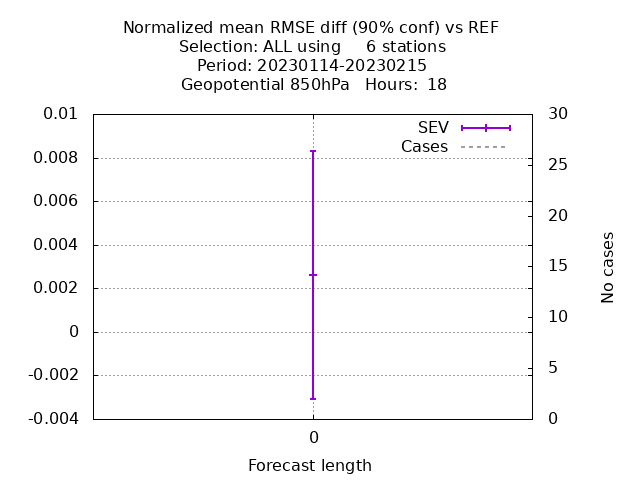 Normalized mean RMSE diff (90% conf) vs REF
Selection: ALL using     6 stations
Period: 20230114-20230215
Geopotential 850hPa   Hours:  18
SEV
Cases
0.01
0.008
0.006
0.004
0.002
0
-0.002
-0.004
30
25
20
15
10
5
0
No cases
0
Forecast length